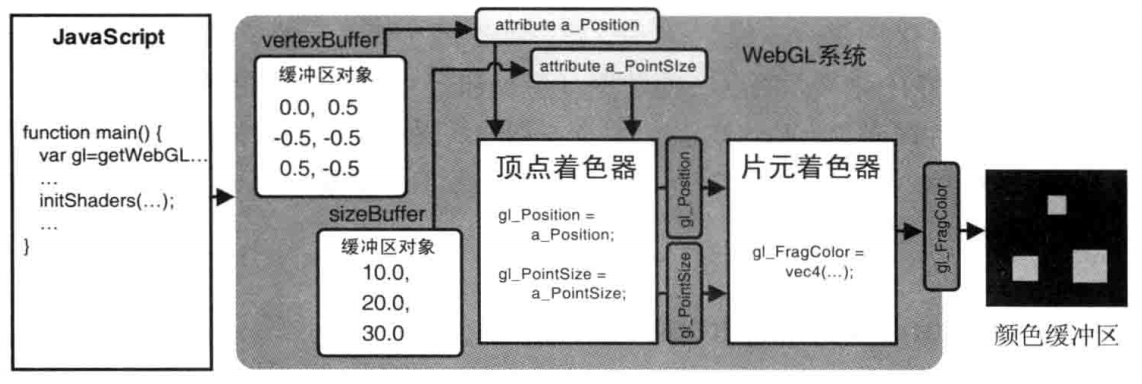 JavaScript
function main() {
var gl=getWebGL…
…
initShaders(…);
…
}
vertexBuffer
缓冲区对象
0.0, 0.5
-0.5, -0.5
0.5, -0.5
sizeBuffer
缓冲区对象
10.0,
20.0,
30.0
attribute a_Position
attribute a_PointSIze
WebGL系统
顶点着色器
gl_Position =
a_Position;
gl_PointSize =
a_PointSize;
gl_Position
gl_PointSize
片元着色器
gl_FragColor =
vec4(…);
gl_FragColor
颜色缓冲区